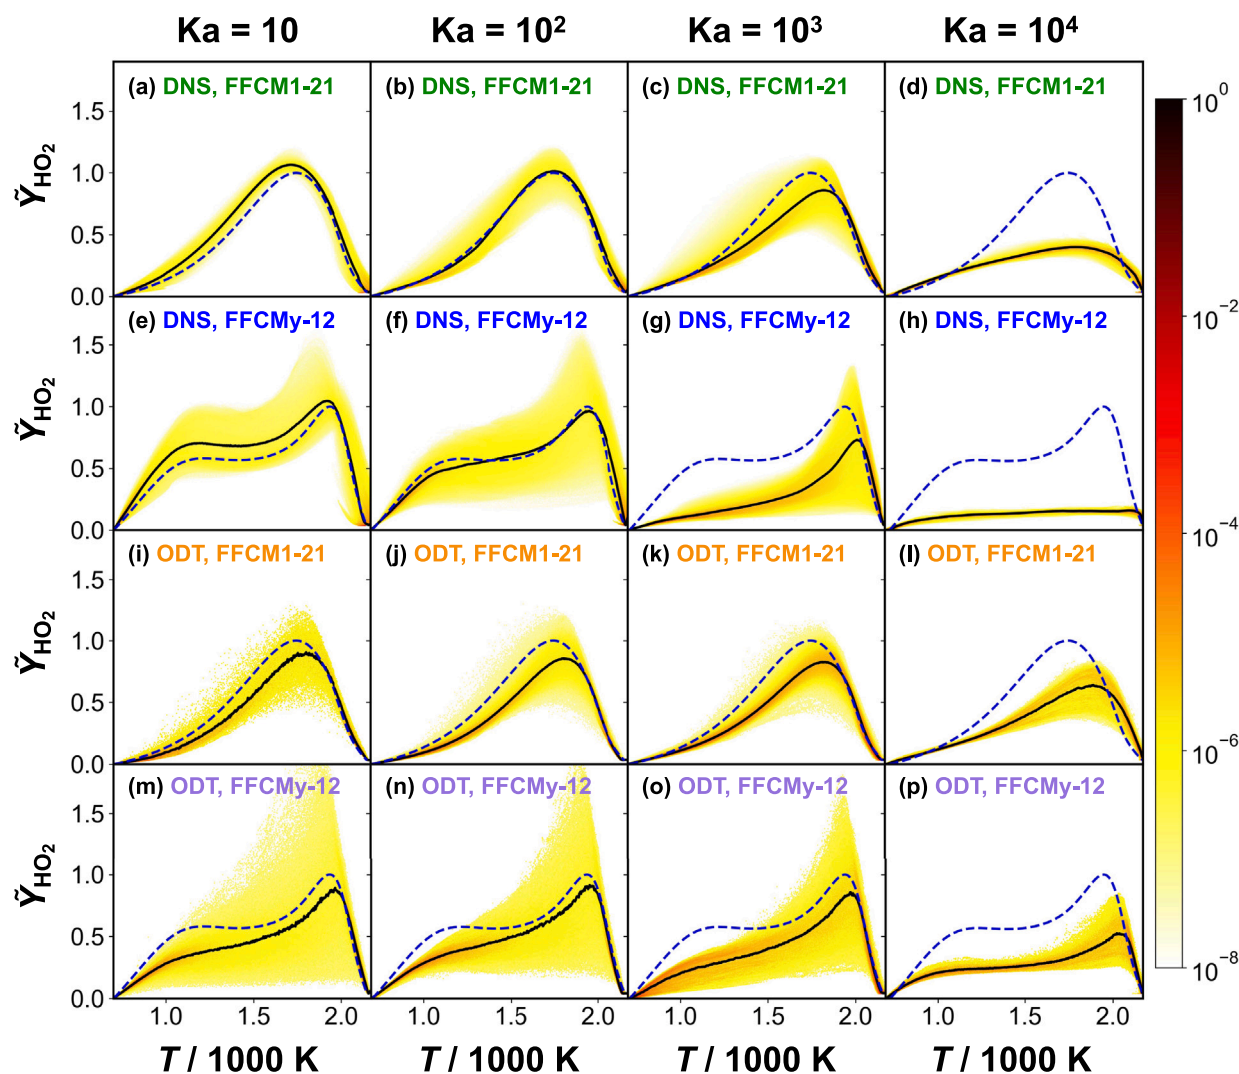 Ka = 10 Ka = 10² Ka = 10³ Ka = 10⁴
(a) DNS, FFCM1-21 (b) DNS, FFCM1-21 (c) DNS, FFCM1-21 (d) DNS, FFCM1-21
1.5
1.0
0.5
0.0
ỸHO₂
(e) DNS, FFCMy-12 (f) DNS, FFCMy-12 (g) DNS, FFCMy-12 (h) DNS, FFCMy-12
1.5
1.0
0.5
0.0
ỸHO₂
(i) ODT, FFCM1-21 (j) ODT, FFCM1-21 (k) ODT, FFCM1-21 (l) ODT, FFCM1-21
1.5
1.0
0.5
0.0
ỸHO₂
(m) ODT, FFCMy-12 (n) ODT, FFCMy-12 (o) ODT, FFCMy-12 (p) ODT, FFCMy-12
1.5
1.0
0.5
0.0
ỸHO₂
1.0 1.5 2.0 1.0 1.5 2.0 1.0 1.5 2.0 1.0 1.5 2.0
T / 1000 K T / 1000 K T / 1000 K T / 1000 K
10⁰
10⁻²
10⁻⁴
10⁻⁶
10⁻⁸